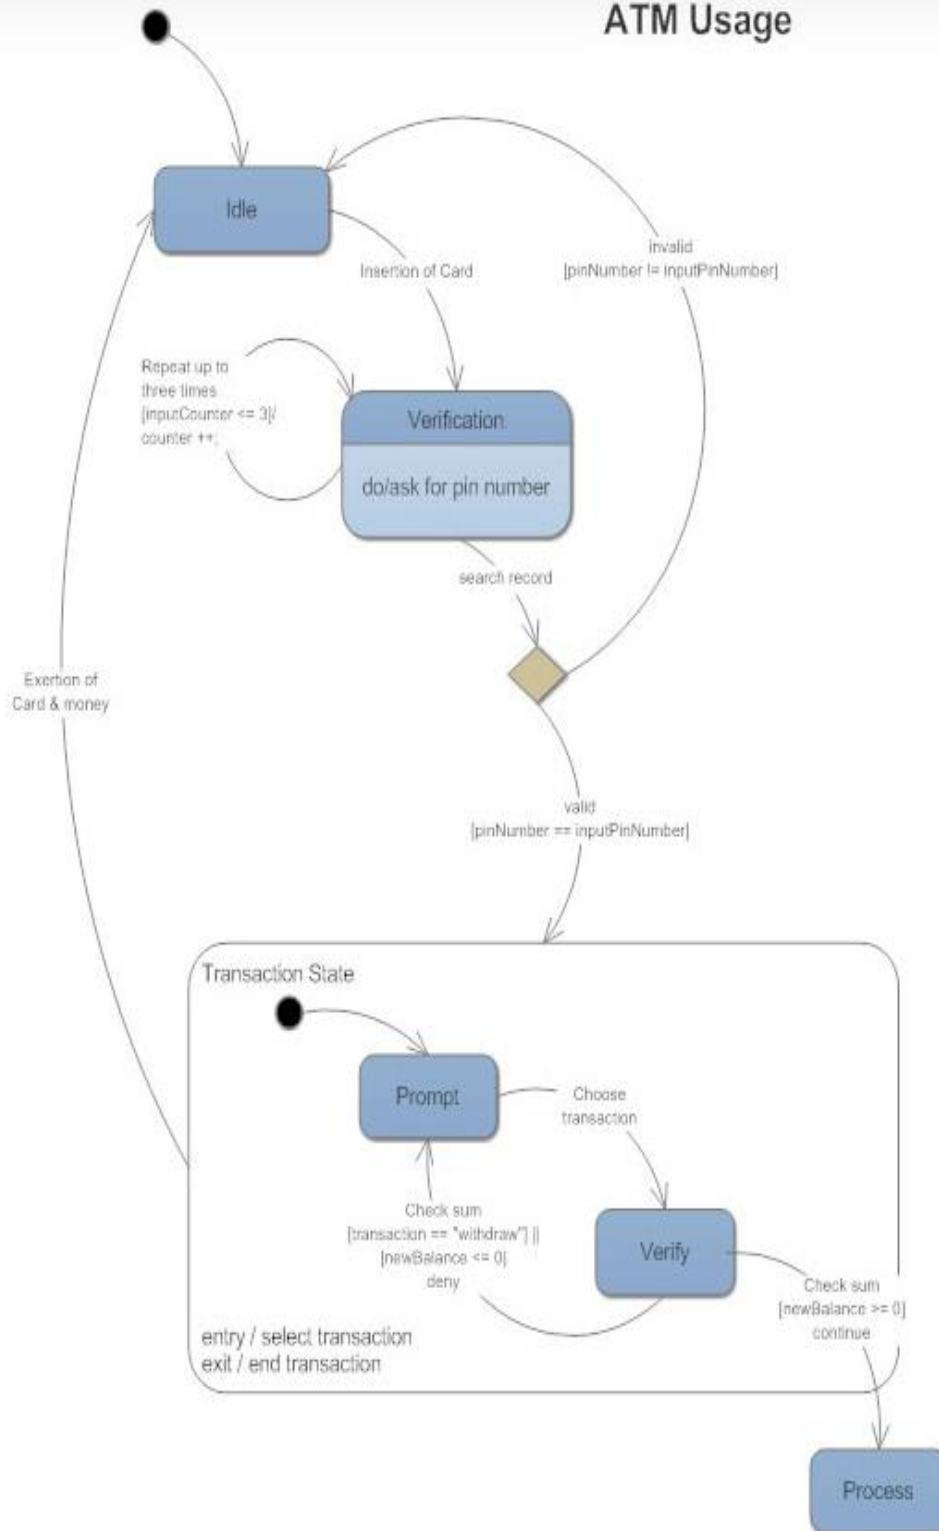 ATM Usage
Idle
invalid
[pinNumber != inputPinNumber]
Insertion of Card
Repeat up to
three times
[inputCounter <= 3]/
counter ++;
Verification
do/ask for pin number
search record
Exertion of
Card & money
valid
[pinNumber == inputPinNumber]
Transaction State
Prompt
Choose
transaction
Check sum
[transaction == "withdraw"] ||
[newBalance <= 0]
deny
Verify
Check sum
[newBalance >= 0]
continue
entry / select transaction
exit / end transaction
Process